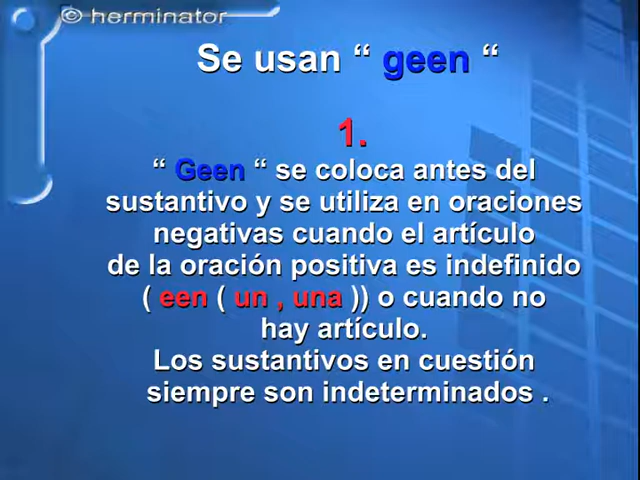 © herminator
Se usan “ geen “
1.
“ Geen “ se coloca antes del
sustantivo y se utiliza en oraciones
negativas cuando el artículo
de la oración positiva es indefinido
( een ( un , una )) o cuando no
hay artículo.
Los sustantivos en cuestión
siempre son indeterminados .